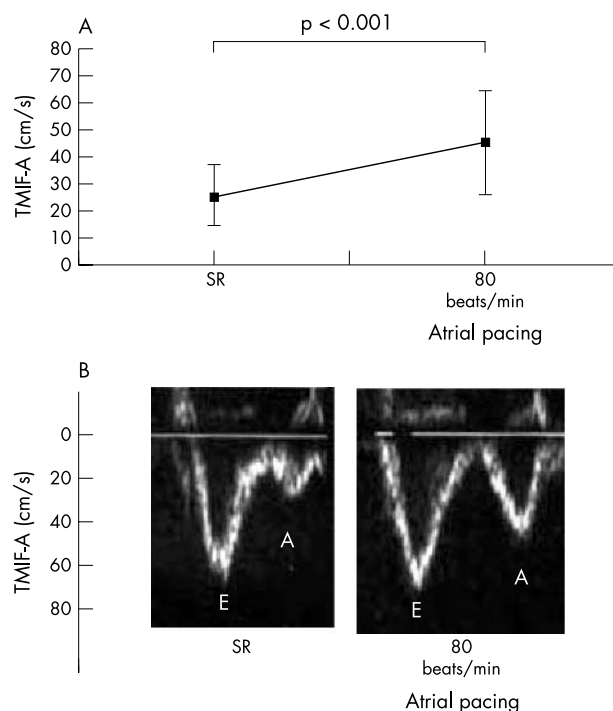 A
p < 0.001
TMIF-A (cm/s)
80
70
60
50
40
30
20
10
0
SR
80
beats/min
Atrial pacing
B
TMIF-A (cm/s)
0
20
40
60
80
E
A
E
A
SR
80
beats/min
Atrial pacing